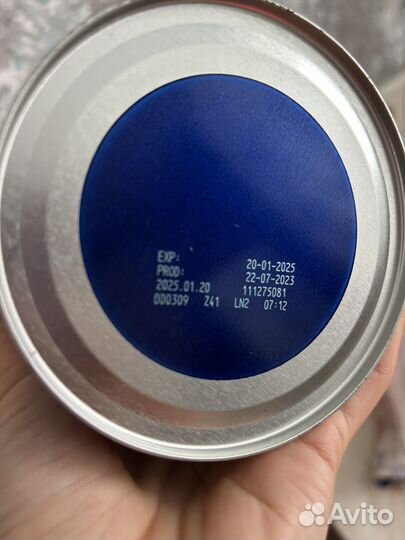 EXP: 20-01-2025
PROD: 22-07-2023
2025.01.20 111275081
000309 Z41 LN2 07:12
Avito